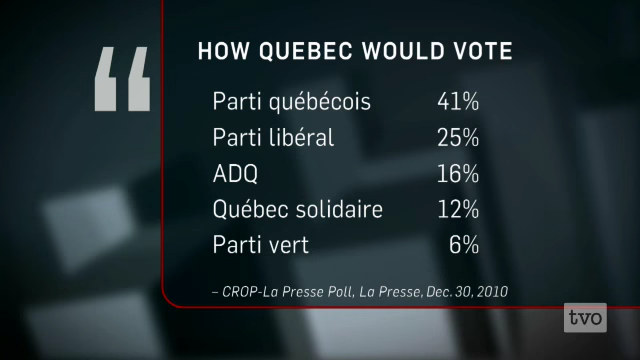 HOW QUEBEC WOULD VOTE
Parti québécois 41%
Parti libéral 25%
ADQ 16%
Québec solidaire 12%
Parti vert 6%
– CROP-La Presse Poll, La Presse, Dec. 30, 2010
tvo